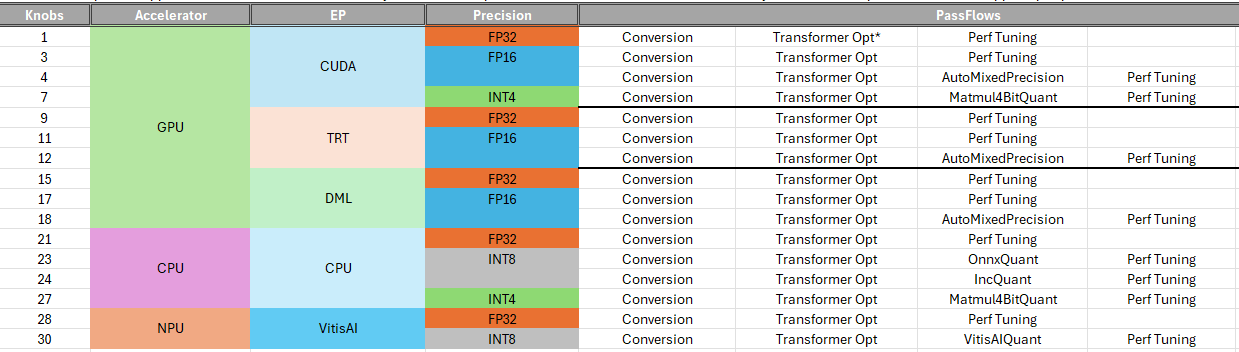 Knobs Accelerator EP Precision PassFlows
1 GPU CUDA FP32 Conversion Transformer Opt* Perf Tuning
3 FP16 Conversion Transformer Opt Perf Tuning
4 Conversion Transformer Opt AutoMixedPrecision Perf Tuning
7 INT4 Conversion Transformer Opt Matmul4BitQuant Perf Tuning
9 TRT FP32 Conversion Transformer Opt Perf Tuning
11 FP16 Conversion Transformer Opt Perf Tuning
12 Conversion Transformer Opt AutoMixedPrecision Perf Tuning
15 DML FP32 Conversion Transformer Opt Perf Tuning
17 FP16 Conversion Transformer Opt Perf Tuning
18 Conversion Transformer Opt AutoMixedPrecision Perf Tuning
21 CPU CPU FP32 Conversion Transformer Opt Perf Tuning
23 INT8 Conversion Transformer Opt OnnxQuant Perf Tuning
24 Conversion Transformer Opt IncQuant Perf Tuning
27 INT4 Conversion Transformer Opt Matmul4BitQuant Perf Tuning
28 NPU VitisAI FP32 Conversion Transformer Opt Perf Tuning
30 INT8 Conversion Transformer Opt VitisAIQuant Perf Tuning